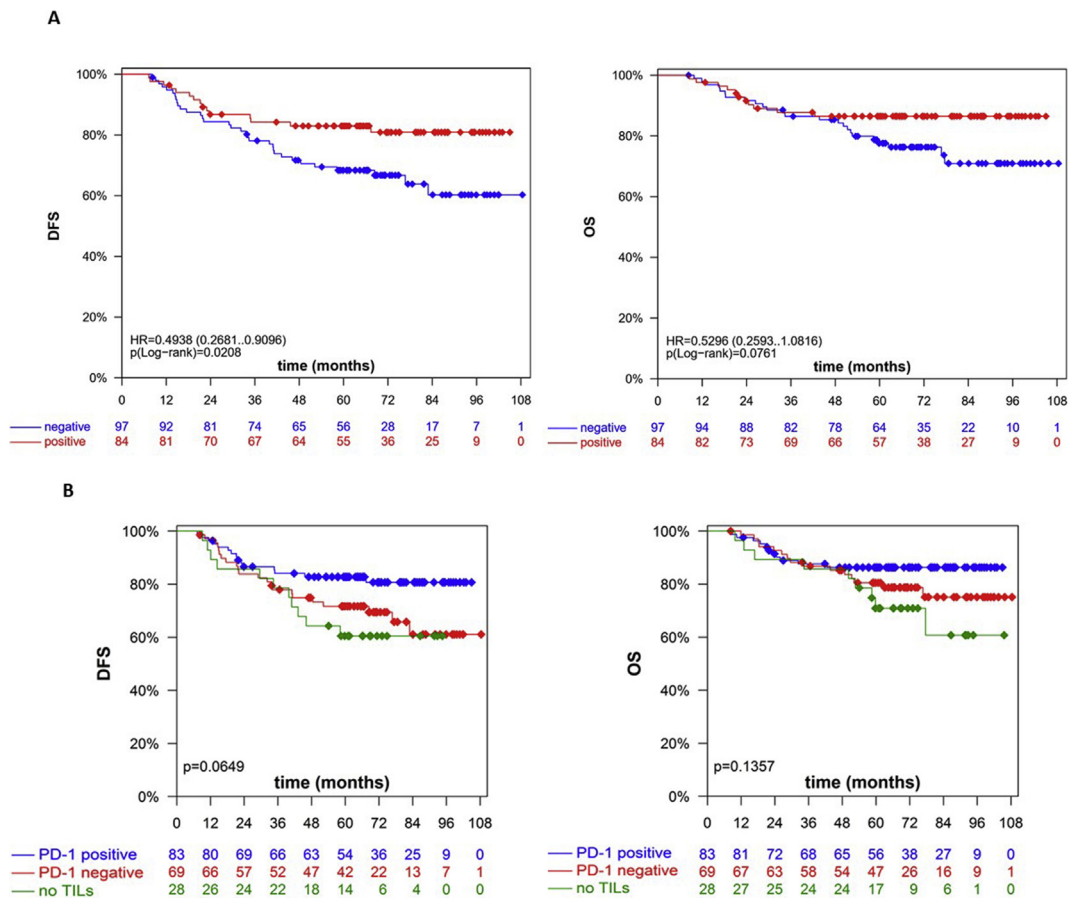 A
100%
80%
60%
40%
20%
0%
DFS
HR=0.4938 (0.2681..0.9096)
p(Log−rank)=0.0208
time (months)
0 12 24 36 48 60 72 84 96 108
negative 97 92 81 74 65 56 28 17 7 1
positive 84 81 70 67 64 55 36 25 9 0
100%
80%
60%
40%
20%
0%
OS
HR=0.5296 (0.2593..1.0816)
p(Log−rank)=0.0761
time (months)
0 12 24 36 48 60 72 84 96 108
negative 97 94 88 82 78 64 35 22 10 1
positive 84 82 73 69 66 57 38 27 9 0
B
100%
80%
60%
40%
20%
0%
DFS
p=0.0649
time (months)
0 12 24 36 48 60 72 84 96 108
PD-1 positive 83 80 69 66 63 54 36 25 9 0
PD-1 negative 69 66 57 52 47 42 22 13 7 1
no TILs 28 26 24 22 18 14 6 4 0 0
100%
80%
60%
40%
20%
0%
OS
p=0.1357
time (months)
0 12 24 36 48 60 72 84 96 108
PD-1 positive 83 81 72 68 65 56 38 27 9 0
PD-1 negative 69 67 63 58 54 47 26 16 9 1
no TILs 28 27 25 24 24 17 9 6 1 0